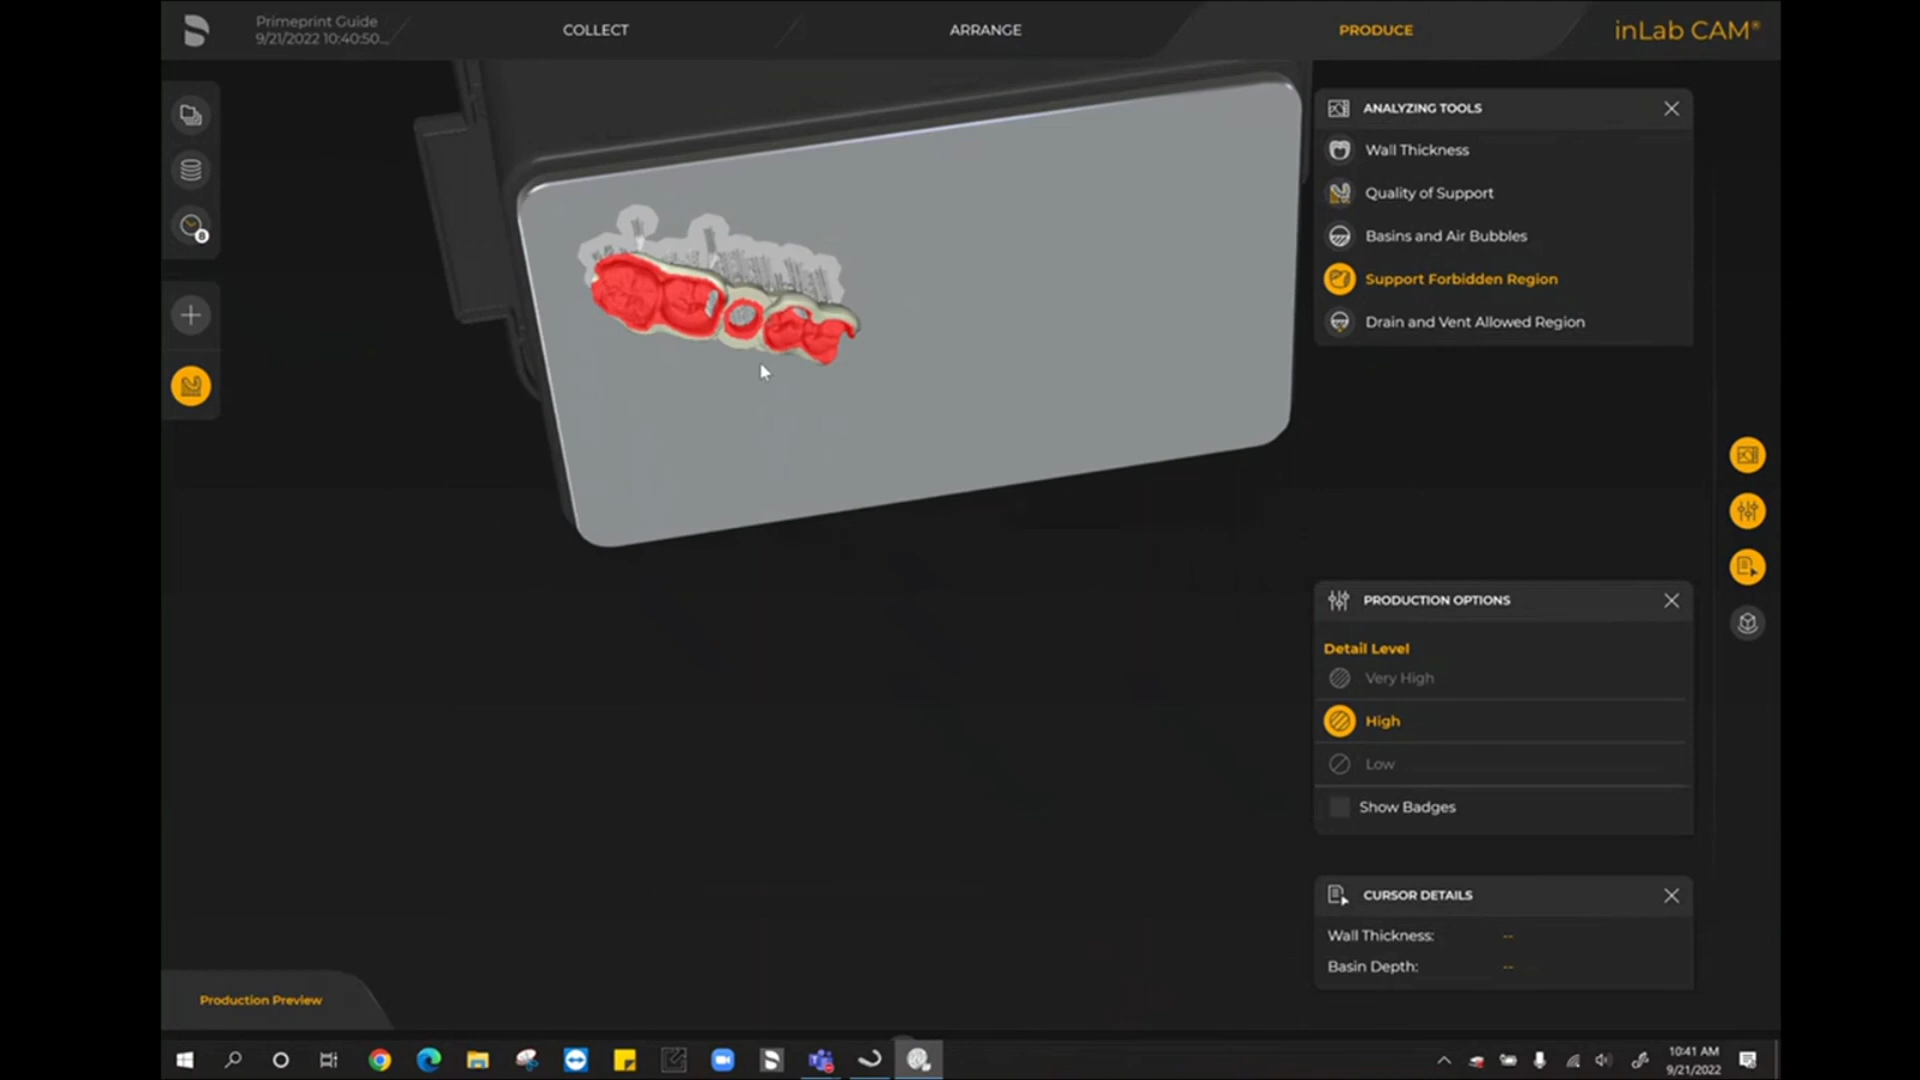 Primeprint Guide
9/21/2022 10:40:50...
COLLECT
ARRANGE
PRODUCE
inLab CAM®
ANALYZING TOOLS
Wall Thickness
Quality of Support
Basins and Air Bubbles
Support Forbidden Region
Drain and Vent Allowed Region
8
PRODUCTION OPTIONS
Detail Level
Very High
High
Low
Show Badges
CURSOR DETAILS
Wall Thickness: --
Basin Depth: --
Production Preview
10:41 AM
9/21/2022